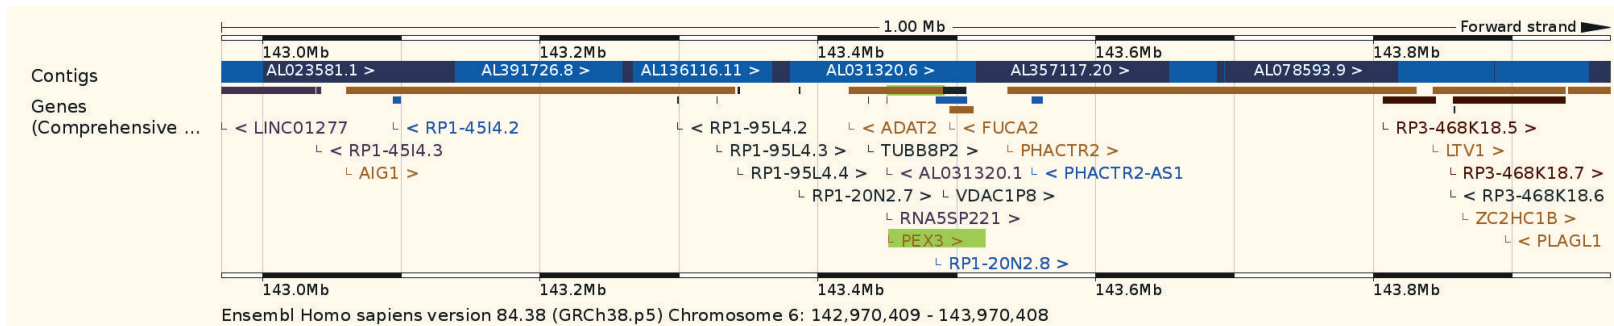 1.00 Mb Forward strand
143.0Mb 143.2Mb 143.4Mb 143.6Mb 143.8Mb
Contigs AL023581.1 > AL391726.8 > AL136116.11 > AL031320.6 > AL357117.20 > AL078593.9 >
Genes
(Comprehensive ... < LINC01277 < RP1-45I4.2 < RP1-95L4.2 < ADAT2 < FUCA2 RP3-468K18.5 >
< RP1-45I4.3 RP1-95L4.3 > TUBB8P2 > PHACTR2 > LTV1 >
AIG1 > RP1-95L4.4 > < AL031320.1 < PHACTR2-AS1 RP3-468K18.7 >
RP1-20N2.7 > VDAC1P8 > < RP3-468K18.6
RNA5SP221 > ZC2HC1B >
PEX3 > < PLAGL1
RP1-20N2.8 >
143.0Mb 143.2Mb 143.4Mb 143.6Mb 143.8Mb
Ensembl Homo sapiens version 84.38 (GRCh38.p5) Chromosome 6: 142,970,409 - 143,970,408